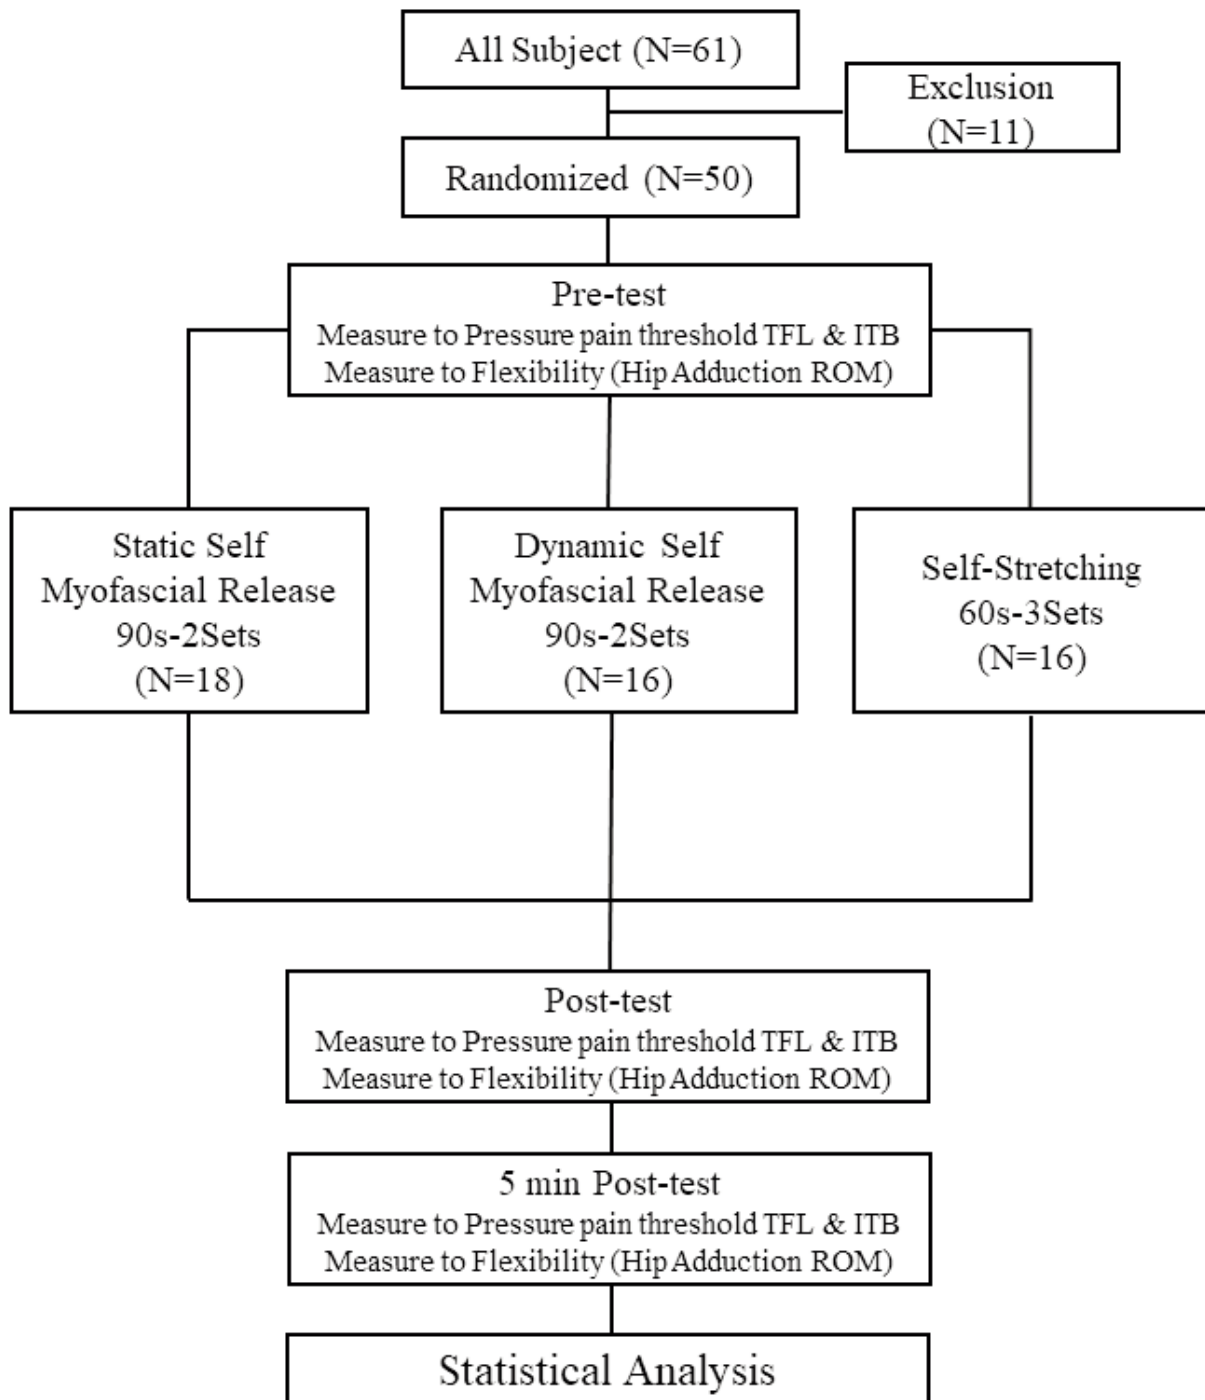 All Subject (N=61)
Exclusion
(N=11)
Randomized (N=50)
Pre-test
Measure to Pressure pain threshold TFL & ITB
Measure to Flexibility (Hip Adduction ROM)
Static Self
Myofascial Release
90s-2Sets
(N=18)
Dynamic Self
Myofascial Release
90s-2Sets
(N=16)
Self-Stretching
60s-3Sets
(N=16)
Post-test
Measure to Pressure pain threshold TFL & ITB
Measure to Flexibility (Hip Adduction ROM)
5 min Post-test
Measure to Pressure pain threshold TFL & ITB
Measure to Flexibility (Hip Adduction ROM)
Statistical Analysis